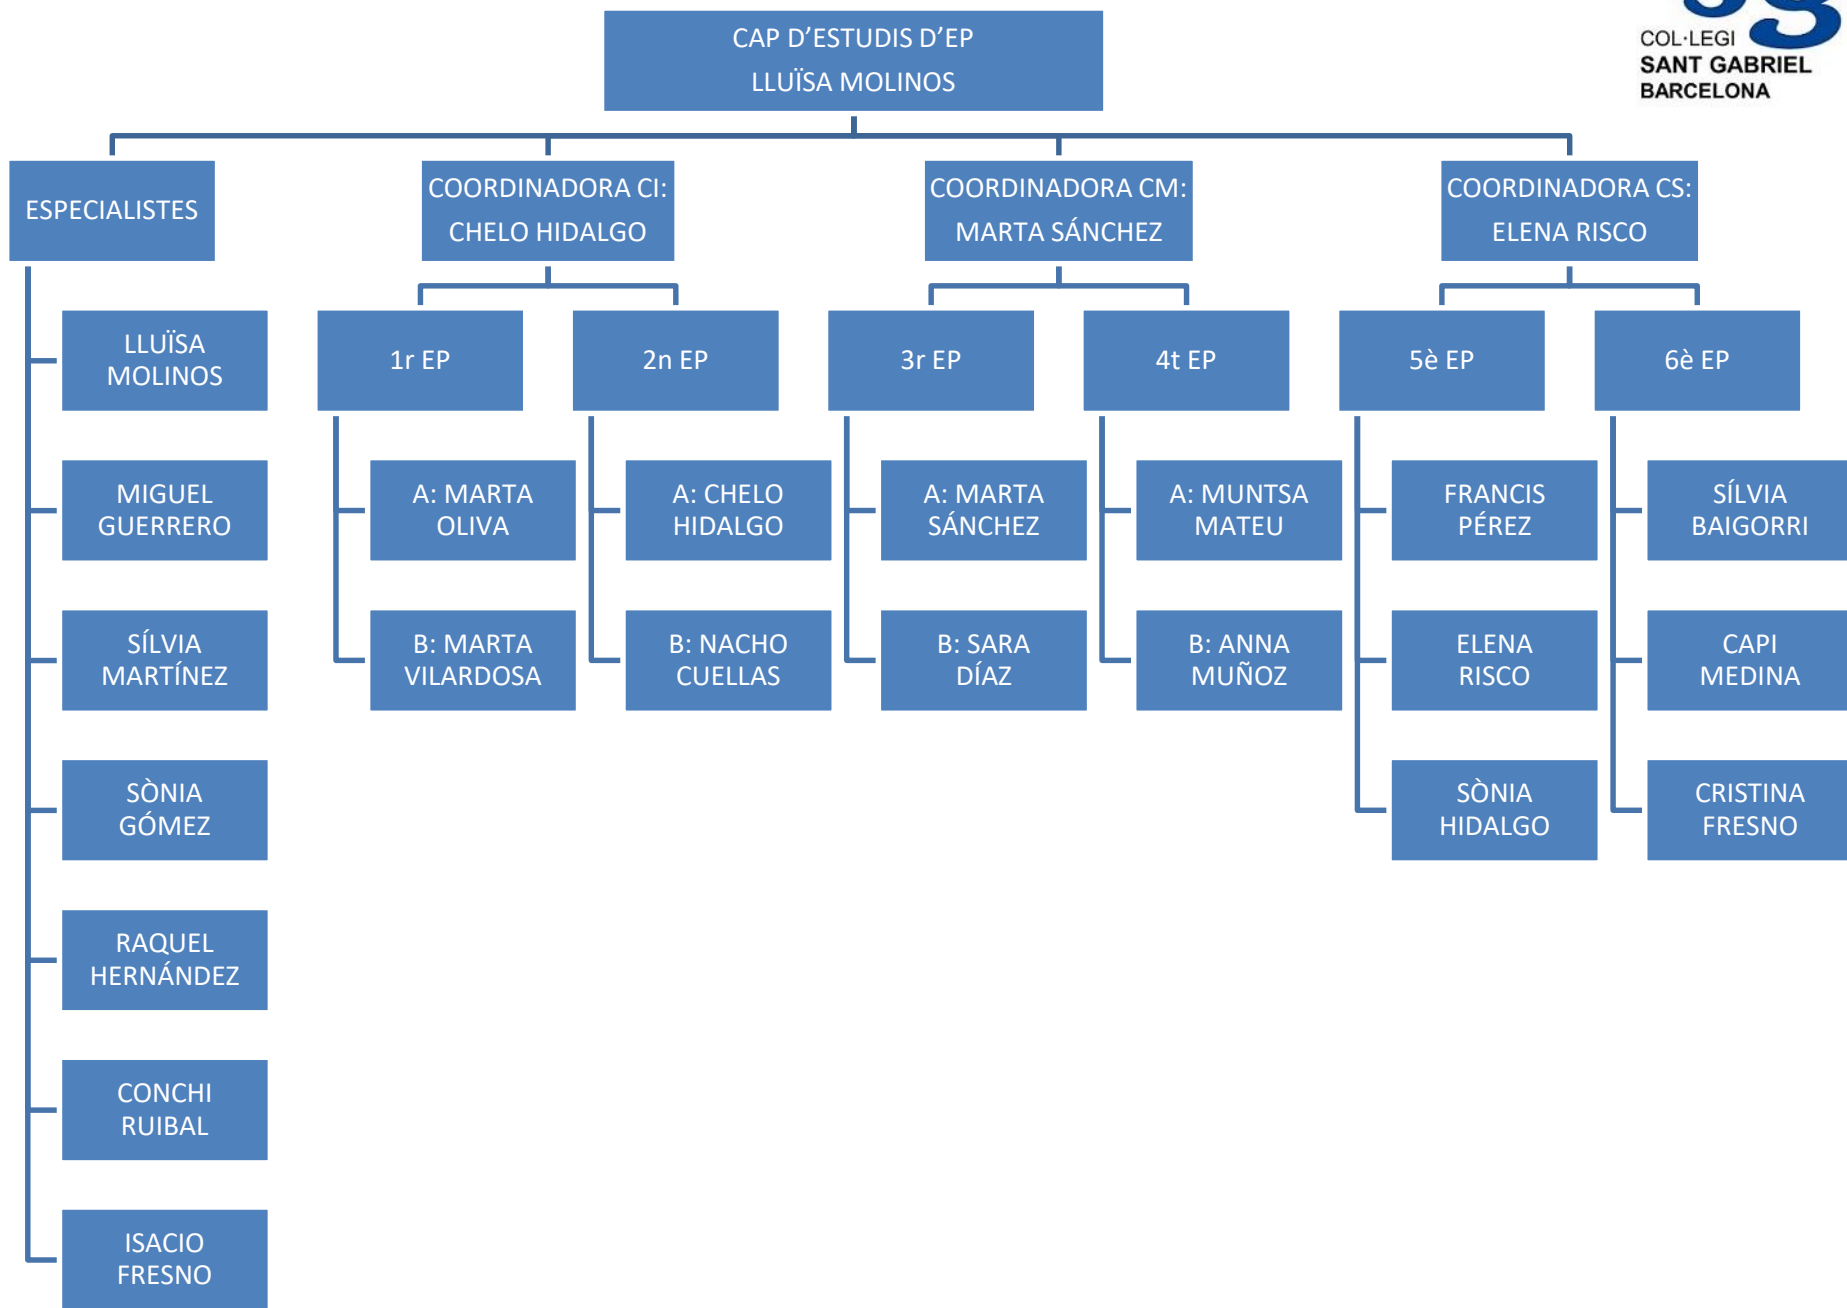 CAP D'ESTUDIS D'EP
LLUÏSA MOLINOS
COL·LEGI
SANT GABRIEL
BARCELONA
ESPECIALISTES
COORDINADORA CI:
CHELO HIDALGO
COORDINADORA CM:
MARTA SÁNCHEZ
COORDINADORA CS:
ELENA RISCO
LLUÏSA
MOLINOS
1r EP
2n EP
3r EP
4t EP
5è EP
6è EP
MIGUEL
GUERRERO
A: MARTA
OLIVA
A: CHELO
HIDALGO
A: MARTA
SÁNCHEZ
A: MUNTSA
MATEU
FRANCIS
PÉREZ
SÍLVIA
BAIGORRI
SÍLVIA
MARTÍNEZ
B: MARTA
VILARDOSA
B: NACHO
CUELLAS
B: SARA
DÍAZ
B: ANNA
MUÑOZ
ELENA
RISCO
CAPI
MEDINA
SÒNIA
GÓMEZ
SÒNIA
HIDALGO
CRISTINA
FRESNO
RAQUEL
HERNÁNDEZ
CONCHI
RUIBAL
ISACIO
FRESNO